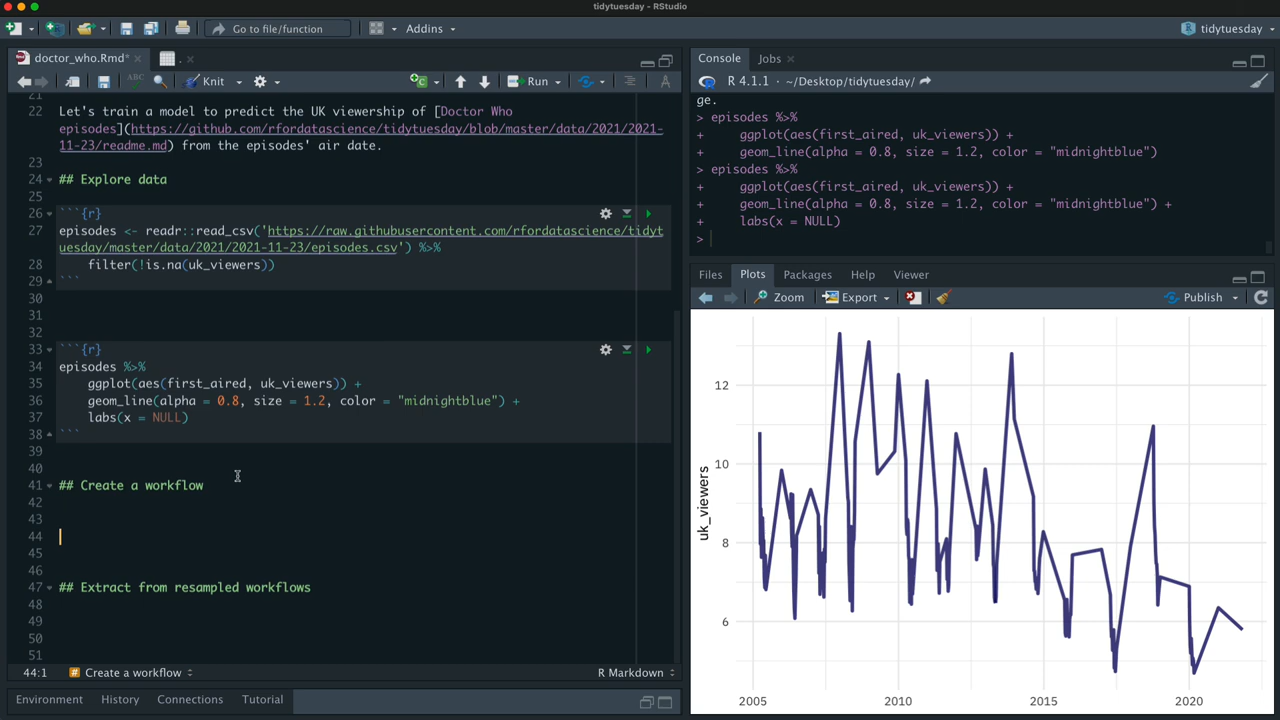 tidytuesday - RStudio
Go to file/function
Addins
tidytuesday
doctor_who.Rmd*
.
ABC
Knit
Run
21
22 Let's train a model to predict the UK viewership of [Doctor Who
episodes](https://github.com/rfordatascience/tidytuesday/blob/master/data/2021/2021-
11-23/readme.md) from the episodes' air date.
23
24 ## Explore data
25
26 ```{r}
27 episodes <- readr::read_csv('https://raw.githubusercontent.com/rfordatascience/tidyt
uesday/master/data/2021/2021-11-23/episodes.csv') %>%
28 filter(!is.na(uk_viewers))
29 ```
30
31
32
33 ```{r}
34 episodes %>%
35 ggplot(aes(first_aired, uk_viewers)) +
36 geom_line(alpha = 0.8, size = 1.2, color = "midnightblue") +
37 labs(x = NULL)
38 ```
39
40
41 ## Create a workflow
42
43
44
45
46
47 ## Extract from resampled workflows
48
49
50
51
44:1 # Create a workflow
R Markdown
Environment History Connections Tutorial
Console Jobs
R 4.1.1 · ~/Desktop/tidytuesday/
ge.
> episodes %>%
+ ggplot(aes(first_aired, uk_viewers)) +
+ geom_line(alpha = 0.8, size = 1.2, color = "midnightblue")
> episodes %>%
+ ggplot(aes(first_aired, uk_viewers)) +
+ geom_line(alpha = 0.8, size = 1.2, color = "midnightblue") +
+ labs(x = NULL)
>
Files Plots Packages Help Viewer
Zoom Export Publish
uk_viewers
12
10
8
6
2005 2010 2015 2020